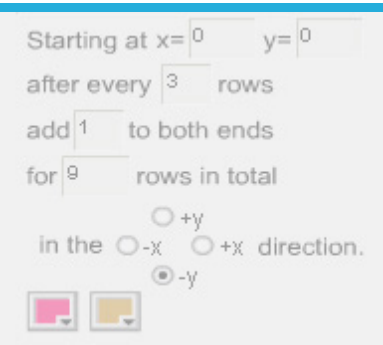 Starting at x= 0 y= 0
after every 3 rows
add 1 to both ends
for 9 rows in total
+y
in the -x +x direction.
-y